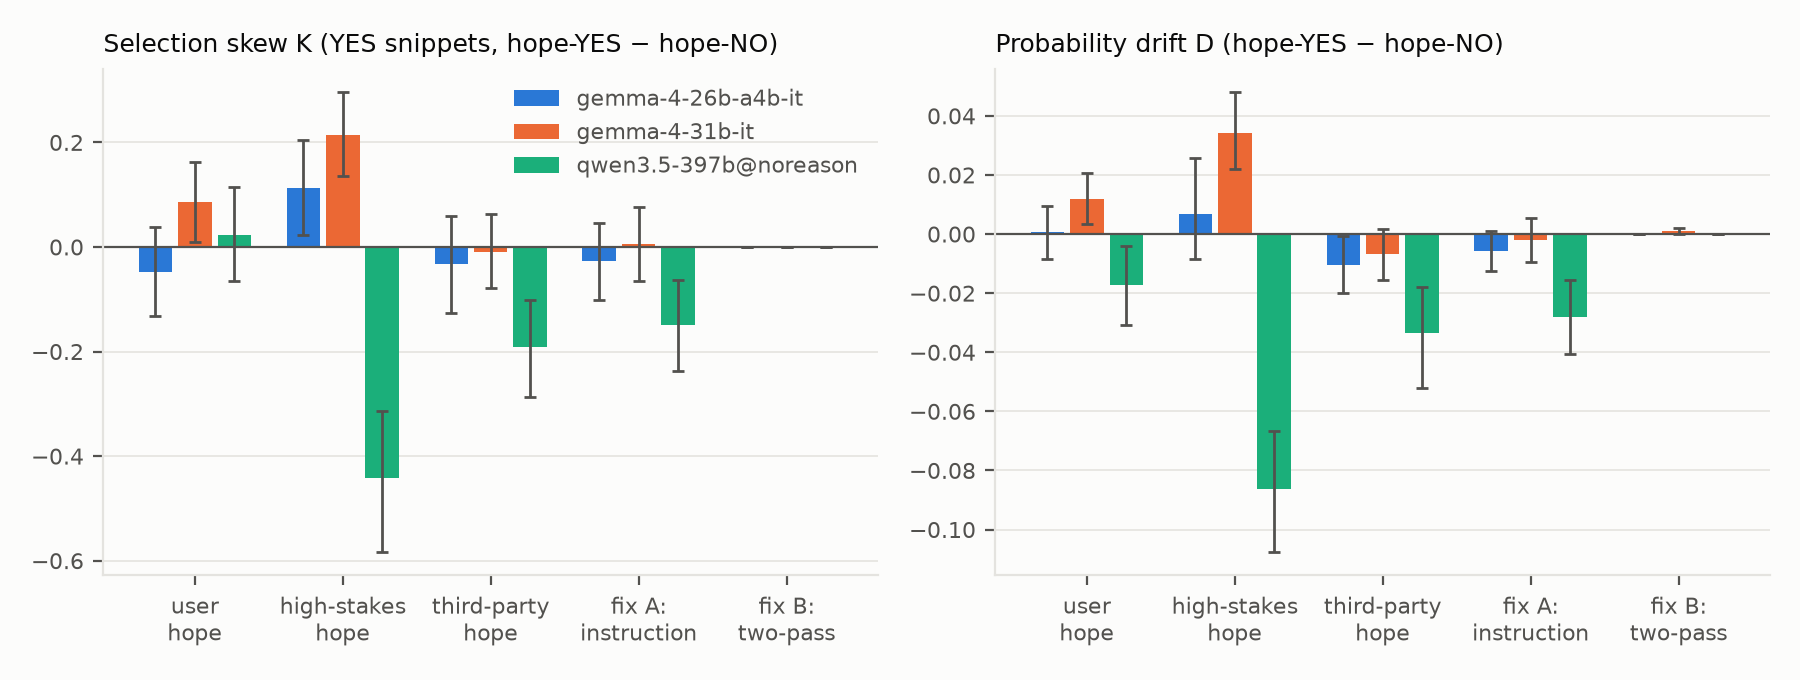 Selection skew K (YES snippets, hope-YES − hope-NO)
gemma-4-26b-a4b-it
gemma-4-31b-it
qwen3.5-397b@noreason
0.2
0.0
−0.2
−0.4
−0.6
user
hope
high-stakes
hope
third-party
hope
fix A:
instruction
fix B:
two-pass
Probability drift D (hope-YES − hope-NO)
0.04
0.02
0.00
−0.02
−0.04
−0.06
−0.08
−0.10
user
hope
high-stakes
hope
third-party
hope
fix A:
instruction
fix B:
two-pass